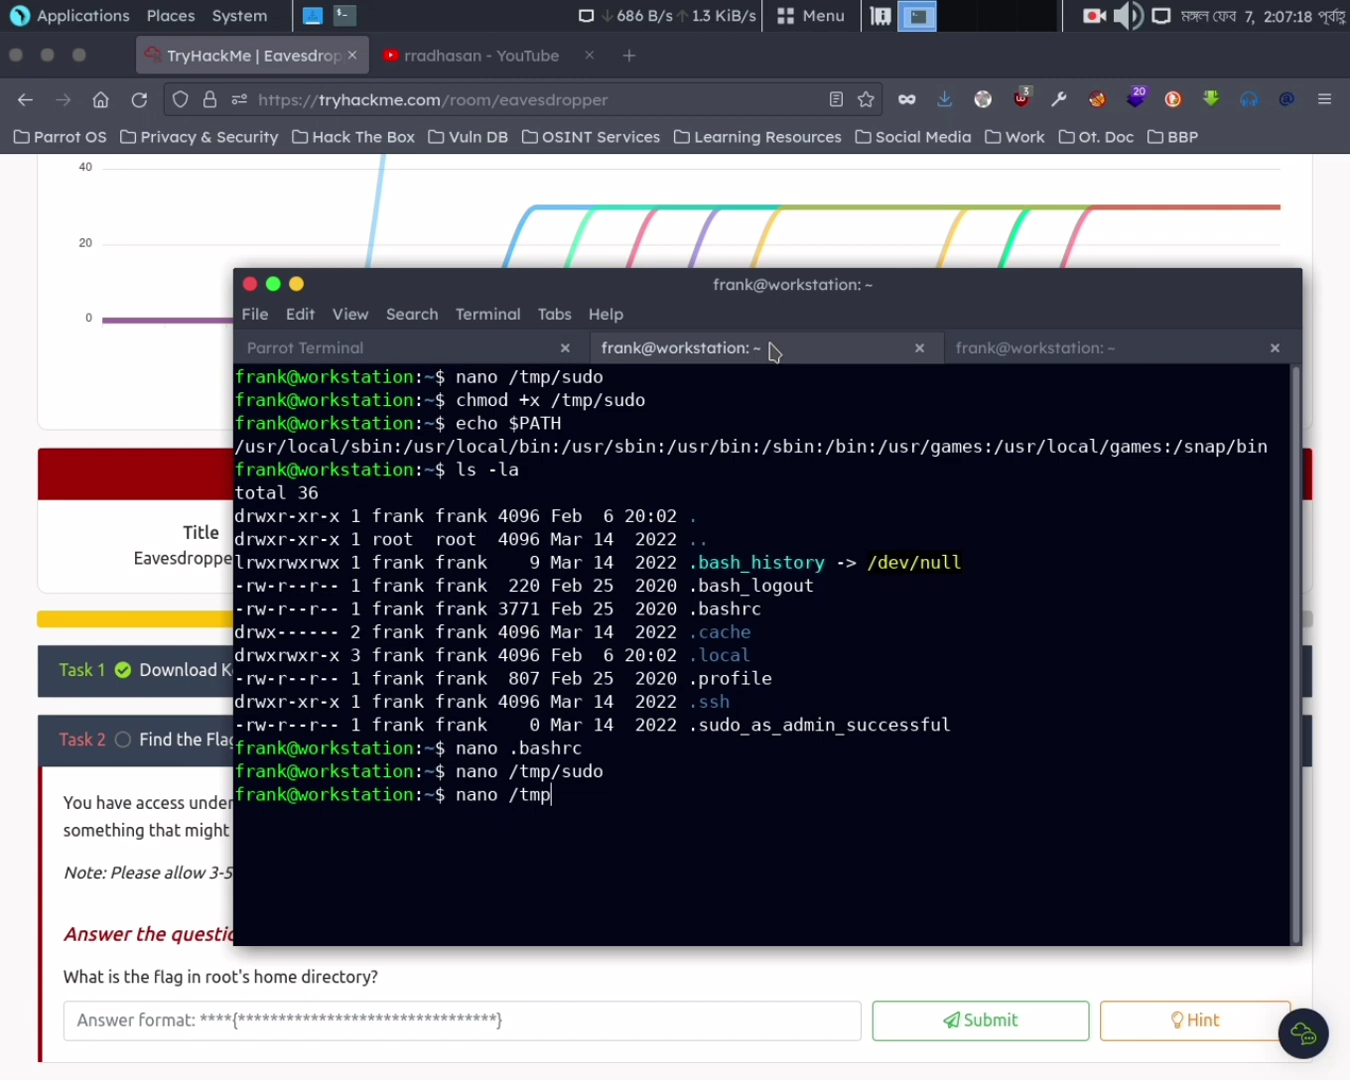 Applications Places System ↓ 686 B/s ↑ 1.3 KiB/s Menu মঙ্গল ফেব 7, 2:07:18 পূর্বাহ্ণ
TryHackMe | Eavesdrop rradhasan - YouTube
https://tryhackme.com/room/eavesdropper 3 20
Parrot OS Privacy & Security Hack The Box Vuln DB OSINT Services Learning Resources Social Media Work Ot. Doc BBP
40
20
0
frank@workstation: ~
File Edit View Search Terminal Tabs Help
Parrot Terminal frank@workstation: ~ frank@workstation: ~
frank@workstation:~$ nano /tmp/sudo
frank@workstation:~$ chmod +x /tmp/sudo
frank@workstation:~$ echo $PATH
/usr/local/sbin:/usr/local/bin:/usr/sbin:/usr/bin:/sbin:/bin:/usr/games:/usr/local/games:/snap/bin
frank@workstation:~$ ls -la
total 36
drwxr-xr-x 1 frank frank 4096 Feb 6 20:02 .
drwxr-xr-x 1 root root 4096 Mar 14 2022 ..
lrwxrwxrwx 1 frank frank 9 Mar 14 2022 .bash_history -> /dev/null
-rw-r--r-- 1 frank frank 220 Feb 25 2020 .bash_logout
-rw-r--r-- 1 frank frank 3771 Feb 25 2020 .bashrc
drwx------ 2 frank frank 4096 Mar 14 2022 .cache
drwxrwxr-x 3 frank frank 4096 Feb 6 20:02 .local
-rw-r--r-- 1 frank frank 807 Feb 25 2020 .profile
drwxr-xr-x 1 frank frank 4096 Mar 14 2022 .ssh
-rw-r--r-- 1 frank frank 0 Mar 14 2022 .sudo_as_admin_successful
frank@workstation:~$ nano .bashrc
frank@workstation:~$ nano /tmp/sudo
frank@workstation:~$ nano /tmp
Title
Eavesdroppe
Task 1 Download K
Task 2 Find the Flag
You have access under
something that might
Note: Please allow 3-5
Answer the questio
What is the flag in root's home directory?
Answer format: ****{********************************} Submit Hint